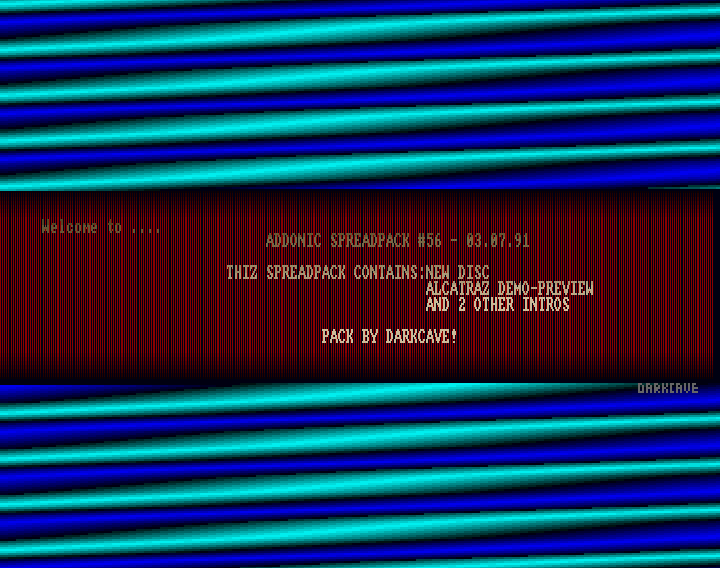 Welcome to ....
ADDONIC SPREADPACK #56 - 03.07.91
THIZ SPREADPACK CONTAINS:NEW DISC
ALCATRAZ DEMO-PREVIEW
AND 2 OTHER INTROS
PACK BY DARKCAVE!
DARKCAVE